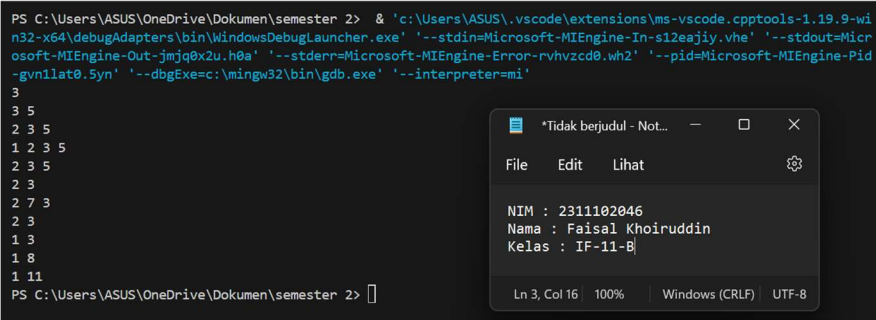 PS C:\Users\ASUS\OneDrive\Dokumen\semester 2>  & 'c:\Users\ASUS\.vscode\extensions\ms-vscode.cpptools-1.19.9-wi
n32-x64\debugAdapters\bin\WindowsDebugLauncher.exe' '--stdin=Microsoft-MIEngine-In-s12eajiy.vhe' '--stdout=Micr
osoft-MIEngine-Out-jmjq0x2u.h0a' '--stderr=Microsoft-MIEngine-Error-rvhvzcd0.wh2' '--pid=Microsoft-MIEngine-Pid
-gvn1lat0.5yn' '--dbgExe=c:\mingw32\bin\gdb.exe' '--interpreter=mi'
3
3 5
2 3 5
1 2 3 5
2 3 5
2 3
2 7 3
2 3
1 3
1 8
1 11
PS C:\Users\ASUS\OneDrive\Dokumen\semester 2>
*Tidak berjudul - Not...
File Edit Lihat
NIM : 2311102046
Nama : Faisal Khoiruddin
Kelas : IF-11-B
Ln 3, Col 16 100% Windows (CRLF) UTF-8